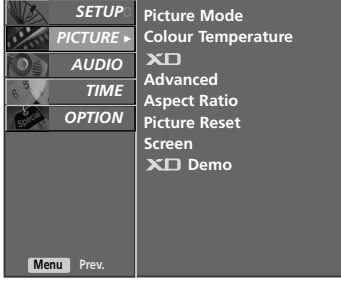 SETUP
PICTURE ►
AUDIO
TIME
OPTION
Picture Mode
Colour Temperature
XD
Advanced
Aspect Ratio
Picture Reset
Screen
XD Demo
Menu Prev.